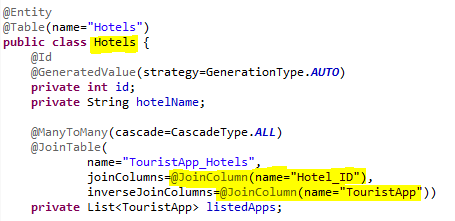 @Entity
@Table(name="Hotels")
public class Hotels {
@Id
@GeneratedValue(strategy=GenerationType.AUTO)
private int id;
private String hotelName;
@ManyToMany(cascade=CascadeType.ALL)
@JoinTable(
name="TouristApp_Hotels",
joinColumns=@JoinColumn(name="Hotel_ID"),
inverseJoinColumns=@JoinColumn(name="TouristApp"))
private List<TouristApp> listedApps;